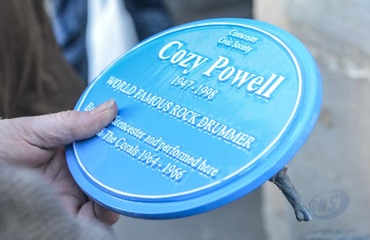 Cirencester
Civic Society
Cozy Powell
1947-1998
WORLD FAMOUS ROCK DRUMMER
Cirencester and performed here
The Corals 1964 - 1966